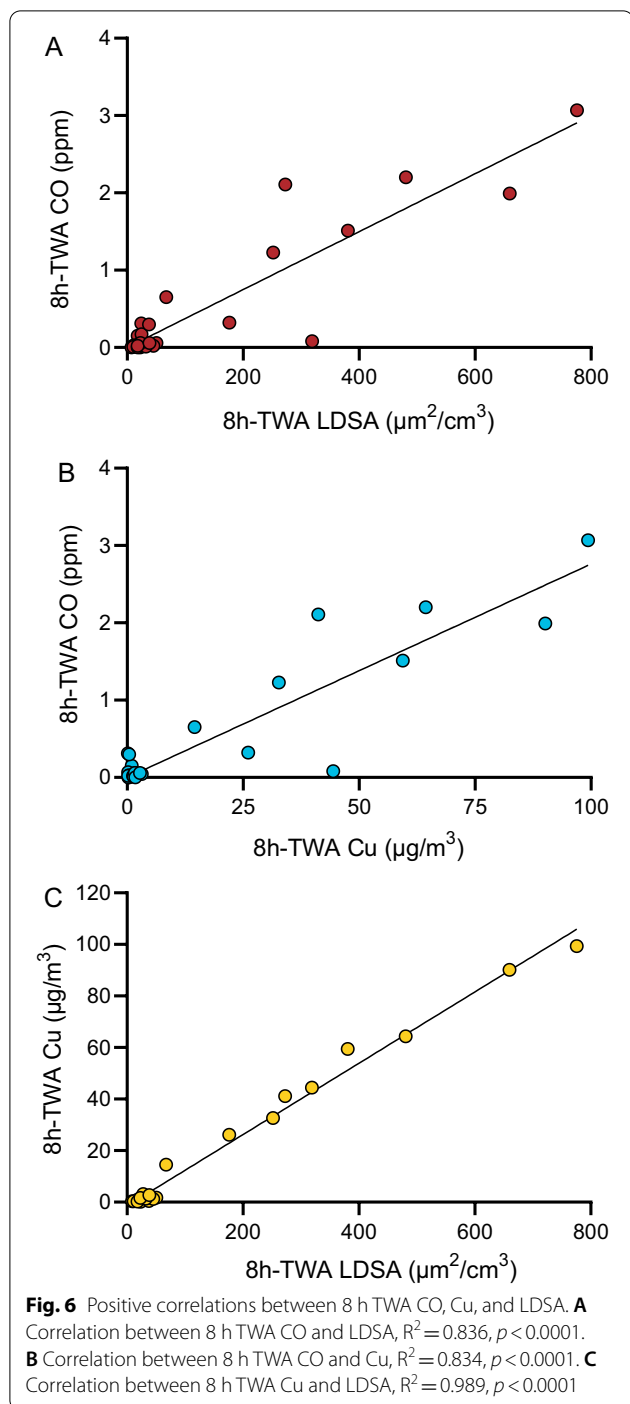 A
4
3
2
1
0
8h-TWA CO (ppm)
0 200 400 600 800
8h-TWA LDSA (µm²/cm³)
B
4
3
2
1
0
8h-TWA CO (ppm)
0 25 50 75 100
8h-TWA Cu (µg/m³)
C
120
100
80
60
40
20
0
8h-TWA Cu (µg/m³)
0 200 400 600 800
8h-TWA LDSA (µm²/cm³)
Fig. 6 Positive correlations between 8 h TWA CO, Cu, and LDSA. A
Correlation between 8 h TWA CO and LDSA, R² = 0.836, p < 0.0001.
B Correlation between 8 h TWA CO and Cu, R² = 0.834, p < 0.0001. C
Correlation between 8 h TWA Cu and LDSA, R² = 0.989, p < 0.0001